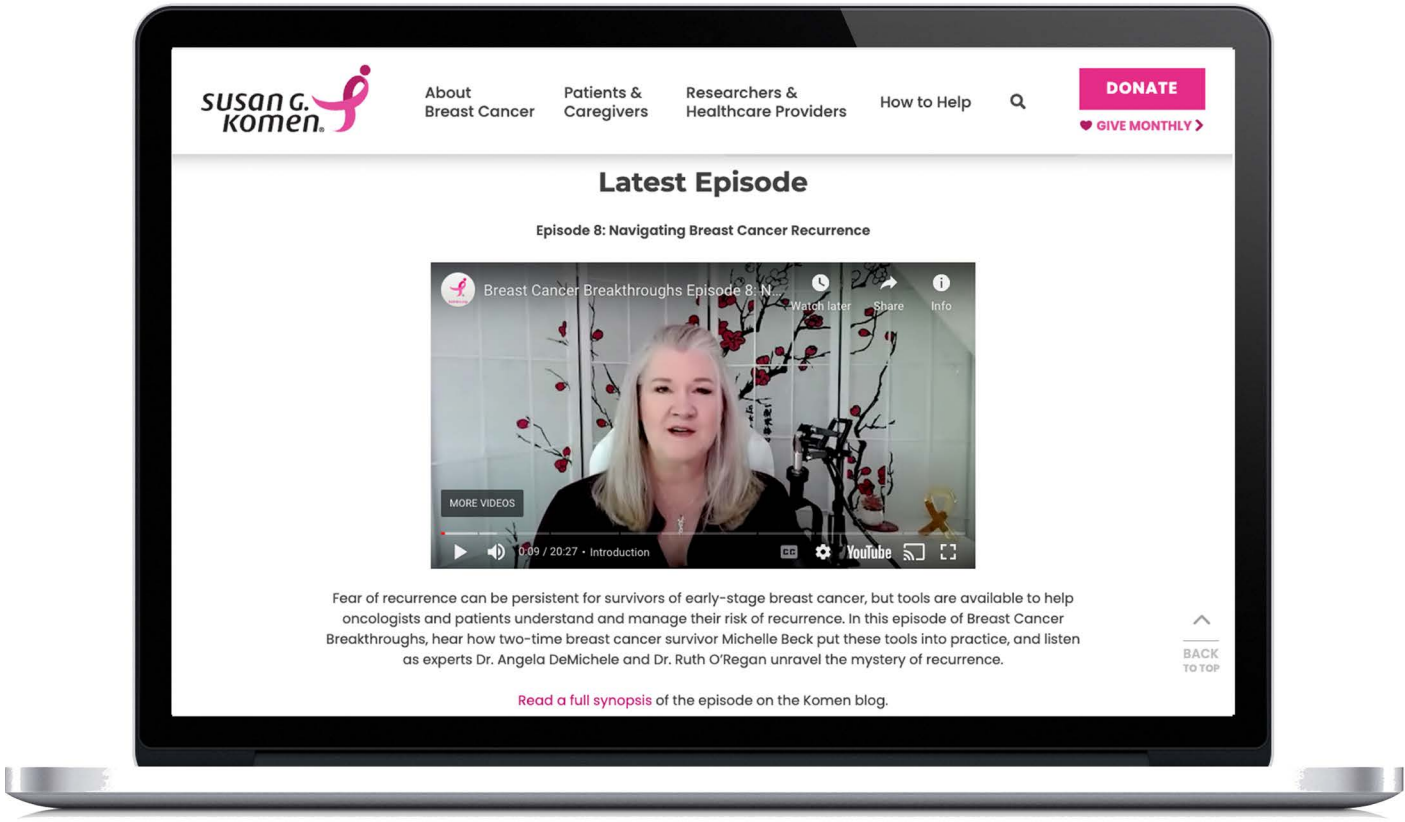 susan g.
komen®
About
Breast Cancer
Patients &
Caregivers
Researchers &
Healthcare Providers
How to Help
DONATE
GIVE MONTHLY
Latest Episode
Episode 8: Navigating Breast Cancer Recurrence
Breast Cancer Breakthroughs Episode 8: N...
Watch later
Share
Info
MORE VIDEOS
0:09 / 20:27 • Introduction
CC
YouTube
Fear of recurrence can be persistent for survivors of early-stage breast cancer, but tools are available to help
oncologists and patients understand and manage their risk of recurrence. In this episode of Breast Cancer
Breakthroughs, hear how two-time breast cancer survivor Michelle Beck put these tools into practice, and listen
as experts Dr. Angela DeMichele and Dr. Ruth O'Regan unravel the mystery of recurrence.
BACK
TO TOP
Read a full synopsis of the episode on the Komen blog.